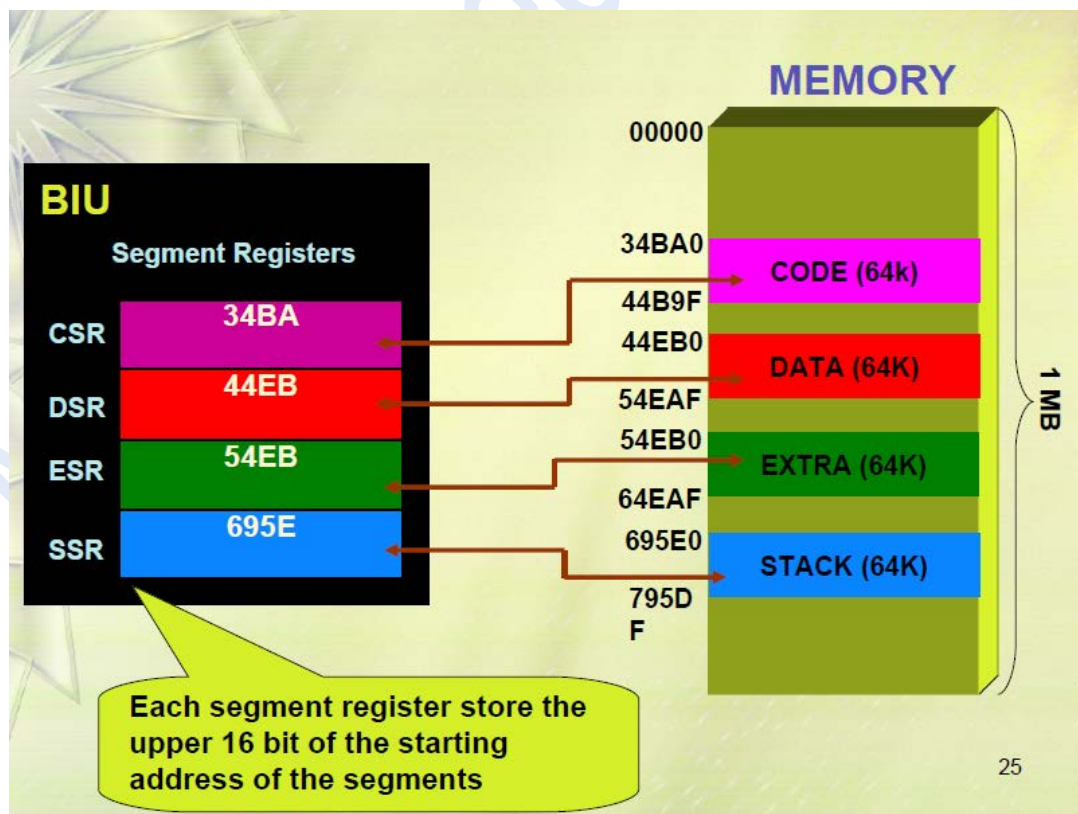 MEMORY
00000
BIU
Segment Registers
CSR
34BA
DSR
44EB
ESR
54EB
SSR
695E
34BA0
CODE (64k)
44B9F
44EB0
DATA (64K)
54EAF
54EB0
EXTRA (64K)
64EAF
695E0
STACK (64K)
795D
F
1 MB
Each segment register store the
upper 16 bit of the starting
address of the segments
25